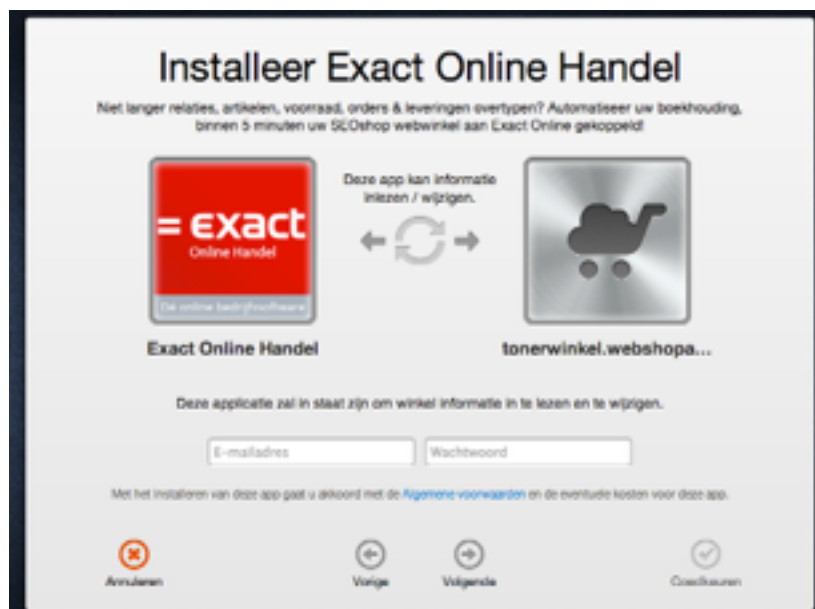 Installeer Exact Online Handel
Niet langer relaties, artikelen, voorraad, orders & leveringen overtypen? Automatiseer uw boekhouding,
binnen 5 minuten uw SEOshop webwinkel aan Exact Online gekoppeld!
Deze app kan informatie
inlezen / wijzigen.
= exact
Online Handel
Dé online bedrijfssoftware
Exact Online Handel
tonerwinkel.webshopa...
Deze applicatie zal in staat zijn om winkel informatie in te lezen en te wijzigen.
E-mailadres
Wachtwoord
Met het installeren van deze app gaat u akkoord met de Algemene voorwaarden en de eventuele kosten voor deze app.
Annuleren
Vorige
Volgende
Goedkeuren